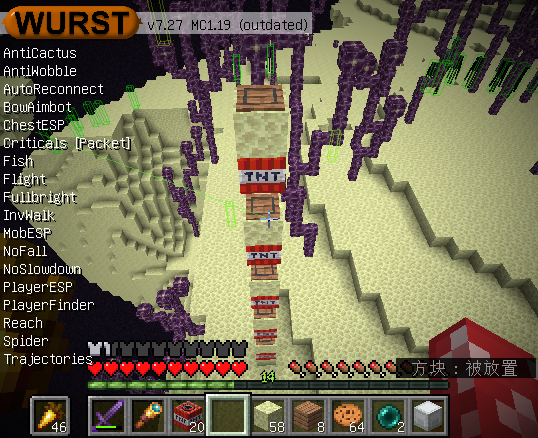 WURST v7.27 MC1.19 (outdated)
AntiCactus
AntiWobble
AutoReconnect
BowAimbot
ChestESP
Criticals [Packet]
Fish
Flight
Fullbright
InvWalk
MobESP
NoFall
NoSlowdown
PlayerESP
PlayerFinder
Reach
Spider
Trajectories
TNT
TNT
TNT
方块：被放置
14
46
20
58
8
64
2